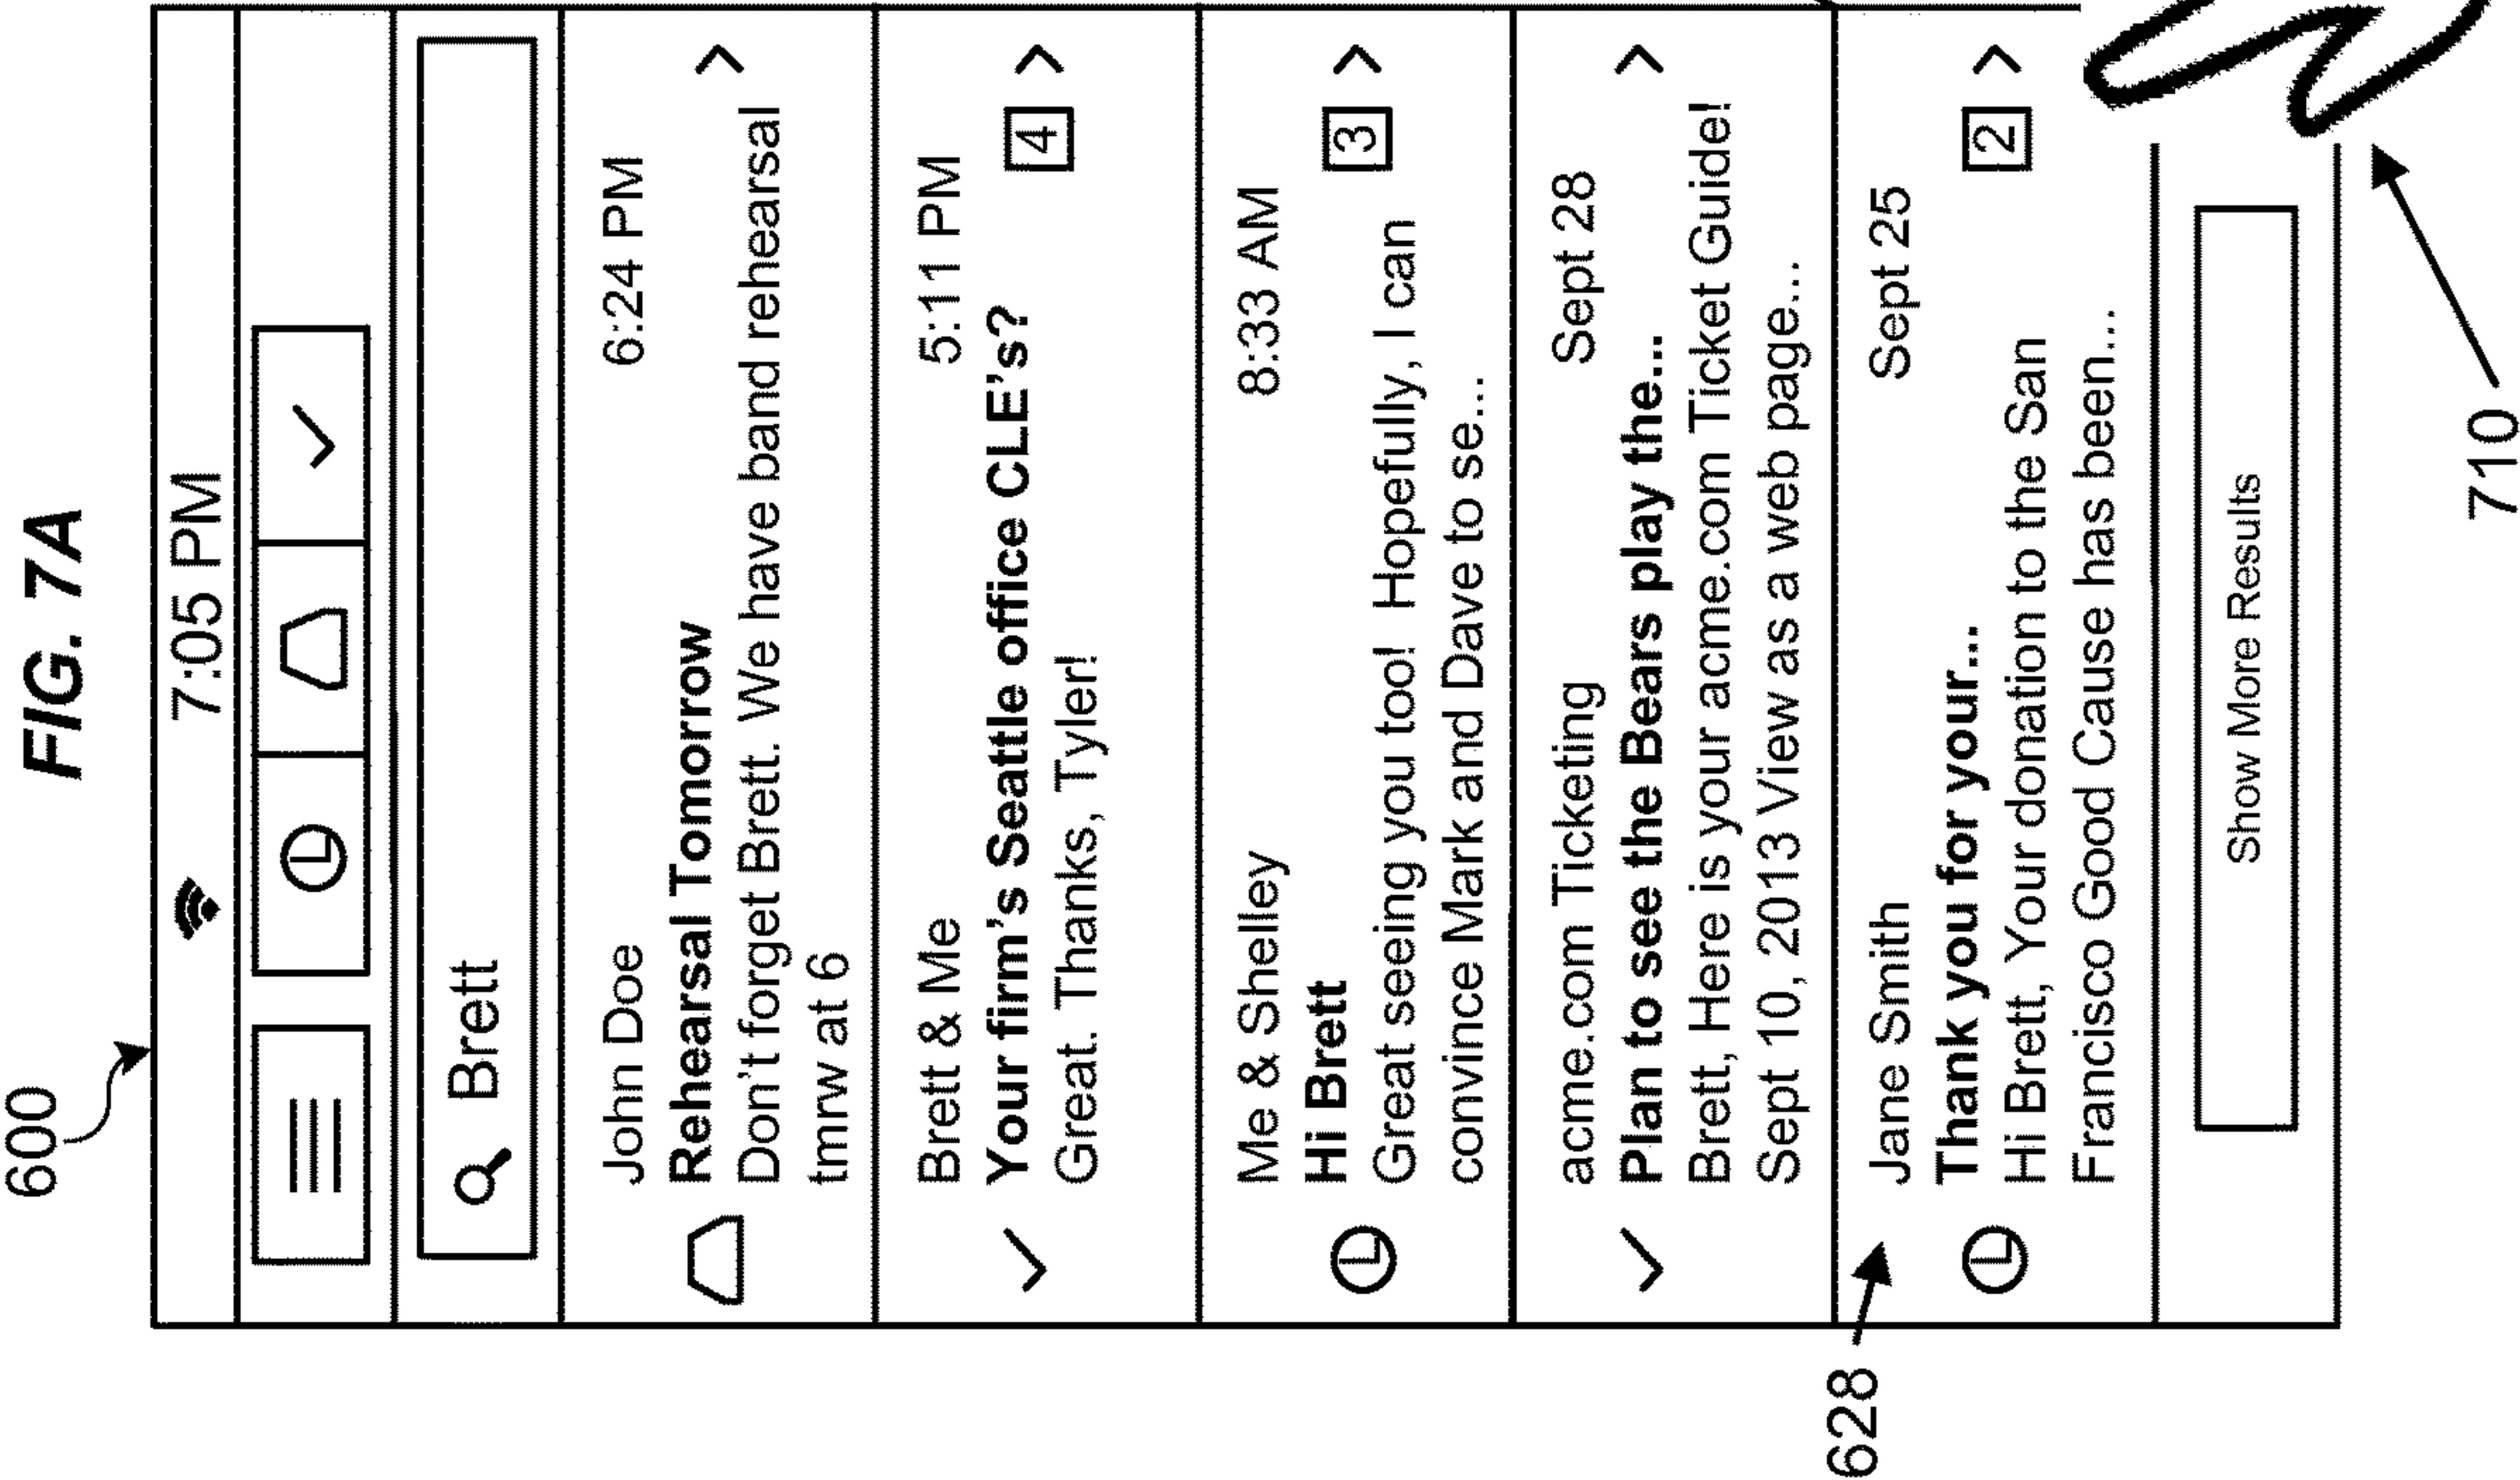 FIG. 7A
600
7:05 PM
Brett
John Doe 6:24 PM
Rehearsal Tomorrow
Don't forget Brett. We have band rehearsal
tmrw at 6
Brett & Me 5:11 PM
Your firm's Seattle office CLE's? 4
Great. Thanks, Tyler!
Me & Shelley 8:33 AM
Hi Brett 3
Great seeing you too! Hopefully, I can
convince Mark and Dave to se...
acme.com Ticketing Sept 28
Plan to see the Bears play the...
Brett, Here is your acme.com Ticket Guide!
Sept 10, 2013 View as a web page...
628
Jane Smith Sept 25
Thank you for your... 2
Hi Brett, Your donation to the San
Francisco Good Cause has been...
Show More Results
710